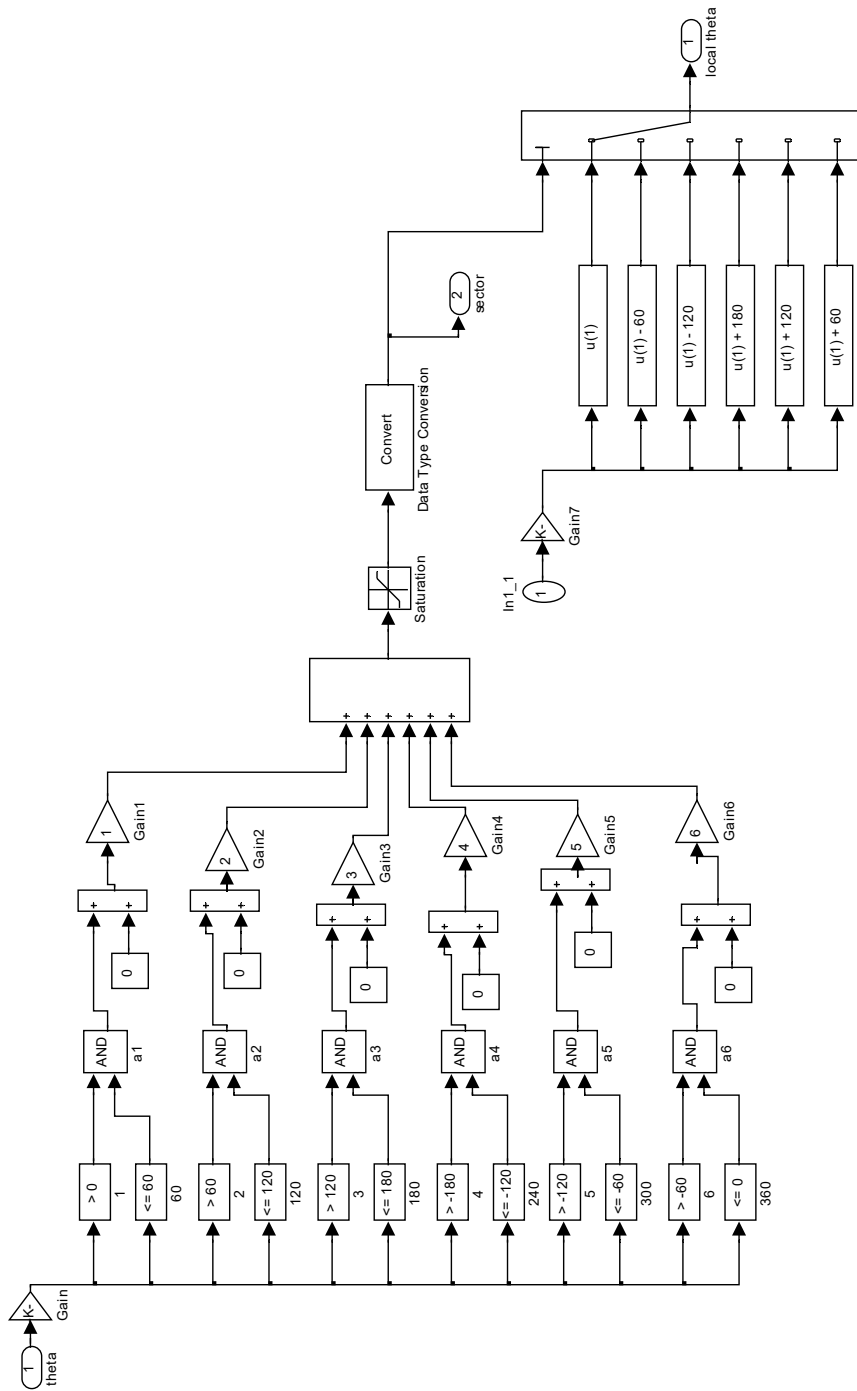 1
theta
K-
Gain
> 0
1
<= 60
60
> 60
2
<= 120
120
> 120
3
<= 180
180
> -180
4
<= -120
240
> -120
5
<= -60
300
> -60
6
<= 0
360
AND
a1
AND
a2
AND
a3
AND
a4
AND
a5
AND
a6
0
0
0
0
0
0
+
+
+
+
+
+
+
+
+
+
+
+
1
Gain1
2
Gain2
3
Gain3
4
Gain4
5
Gain5
6
Gain6
+
+
+
+
+
+
Saturation
Convert
Data Type Conversion
2
sector
1
In1_1
K-
Gain7
u(1)
u(1) - 60
u(1) - 120
u(1) + 180
u(1) + 120
u(1) + 60
1
local theta